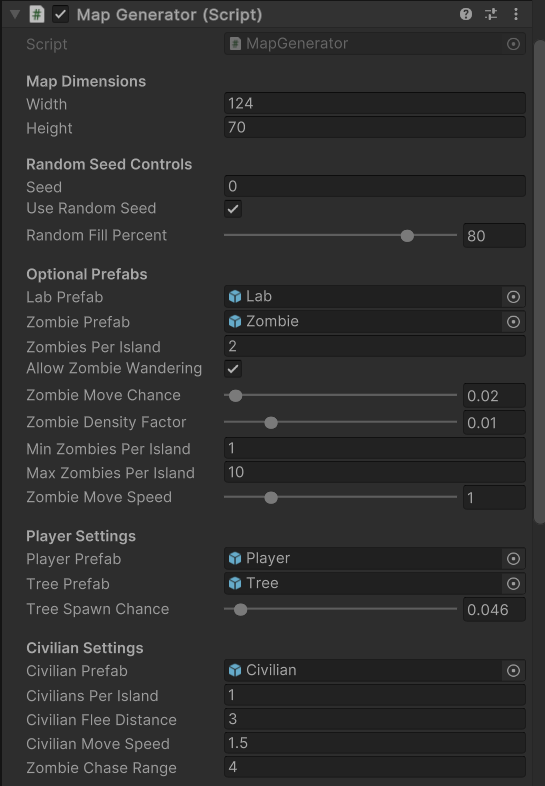 Map Generator (Script)
Script MapGenerator
Map Dimensions
Width 124
Height 70
Random Seed Controls
Seed 0
Use Random Seed
Random Fill Percent 80
Optional Prefabs
Lab Prefab Lab
Zombie Prefab Zombie
Zombies Per Island 2
Allow Zombie Wandering
Zombie Move Chance 0.02
Zombie Density Factor 0.01
Min Zombies Per Island 1
Max Zombies Per Island 10
Zombie Move Speed 1
Player Settings
Player Prefab Player
Tree Prefab Tree
Tree Spawn Chance 0.046
Civilian Settings
Civilian Prefab Civilian
Civilians Per Island 1
Civilian Flee Distance 3
Civilian Move Speed 1.5
Zombie Chase Range 4